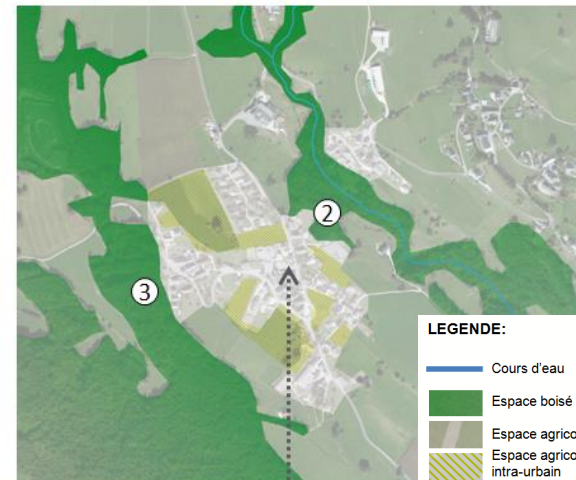 2
3
LEGENDE:
Cours d'eau
Espace boisé
Espace agrico
Espace agrico
intra-urbain